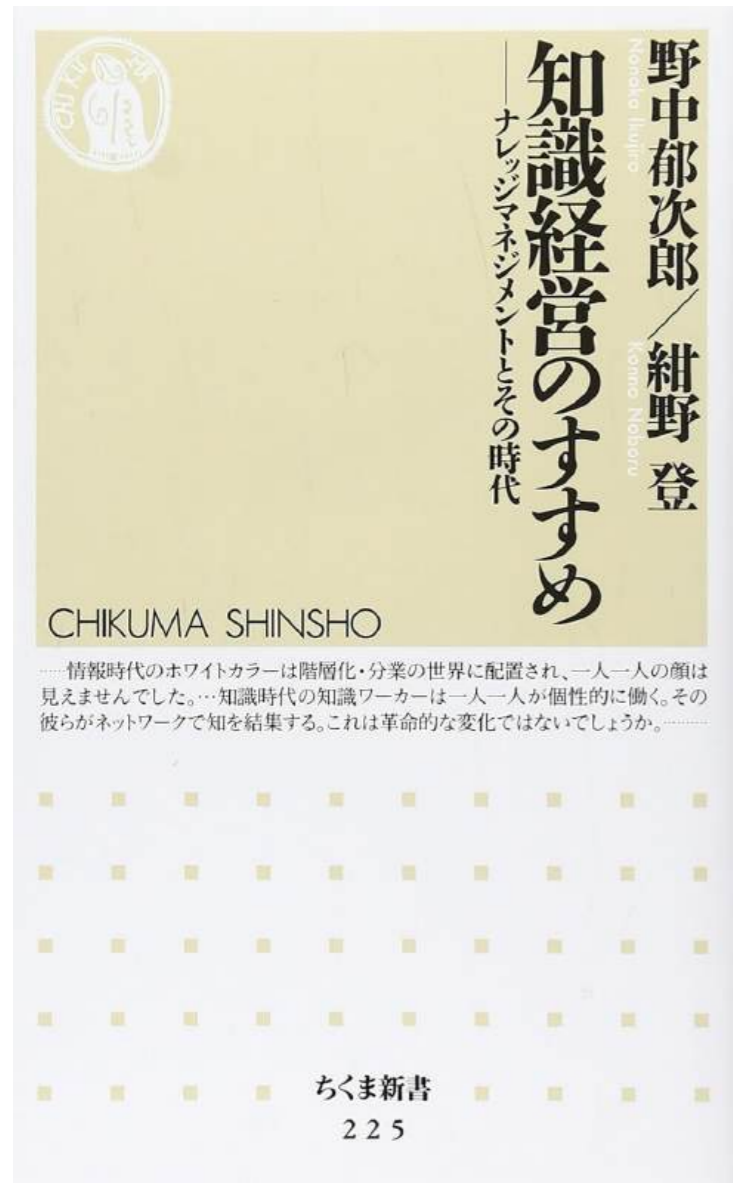 野中郁次郎／紺野 登
Nonaka Ikujiro
Konno Noboru
知識経営のすすめ
——ナレッジマネジメントとその時代
CHIKUMA
CHIKUMA SHINSHO
……情報時代のホワイトカラーは階層化・分業の世界に配置され、一人一人の顔は
見えませんでした。…知識時代の知識ワーカーは一人一人が個性的に働く。その
彼らがネットワークで知を結集する。これは革命的な変化ではないでしょうか。………
ちくま新書
225